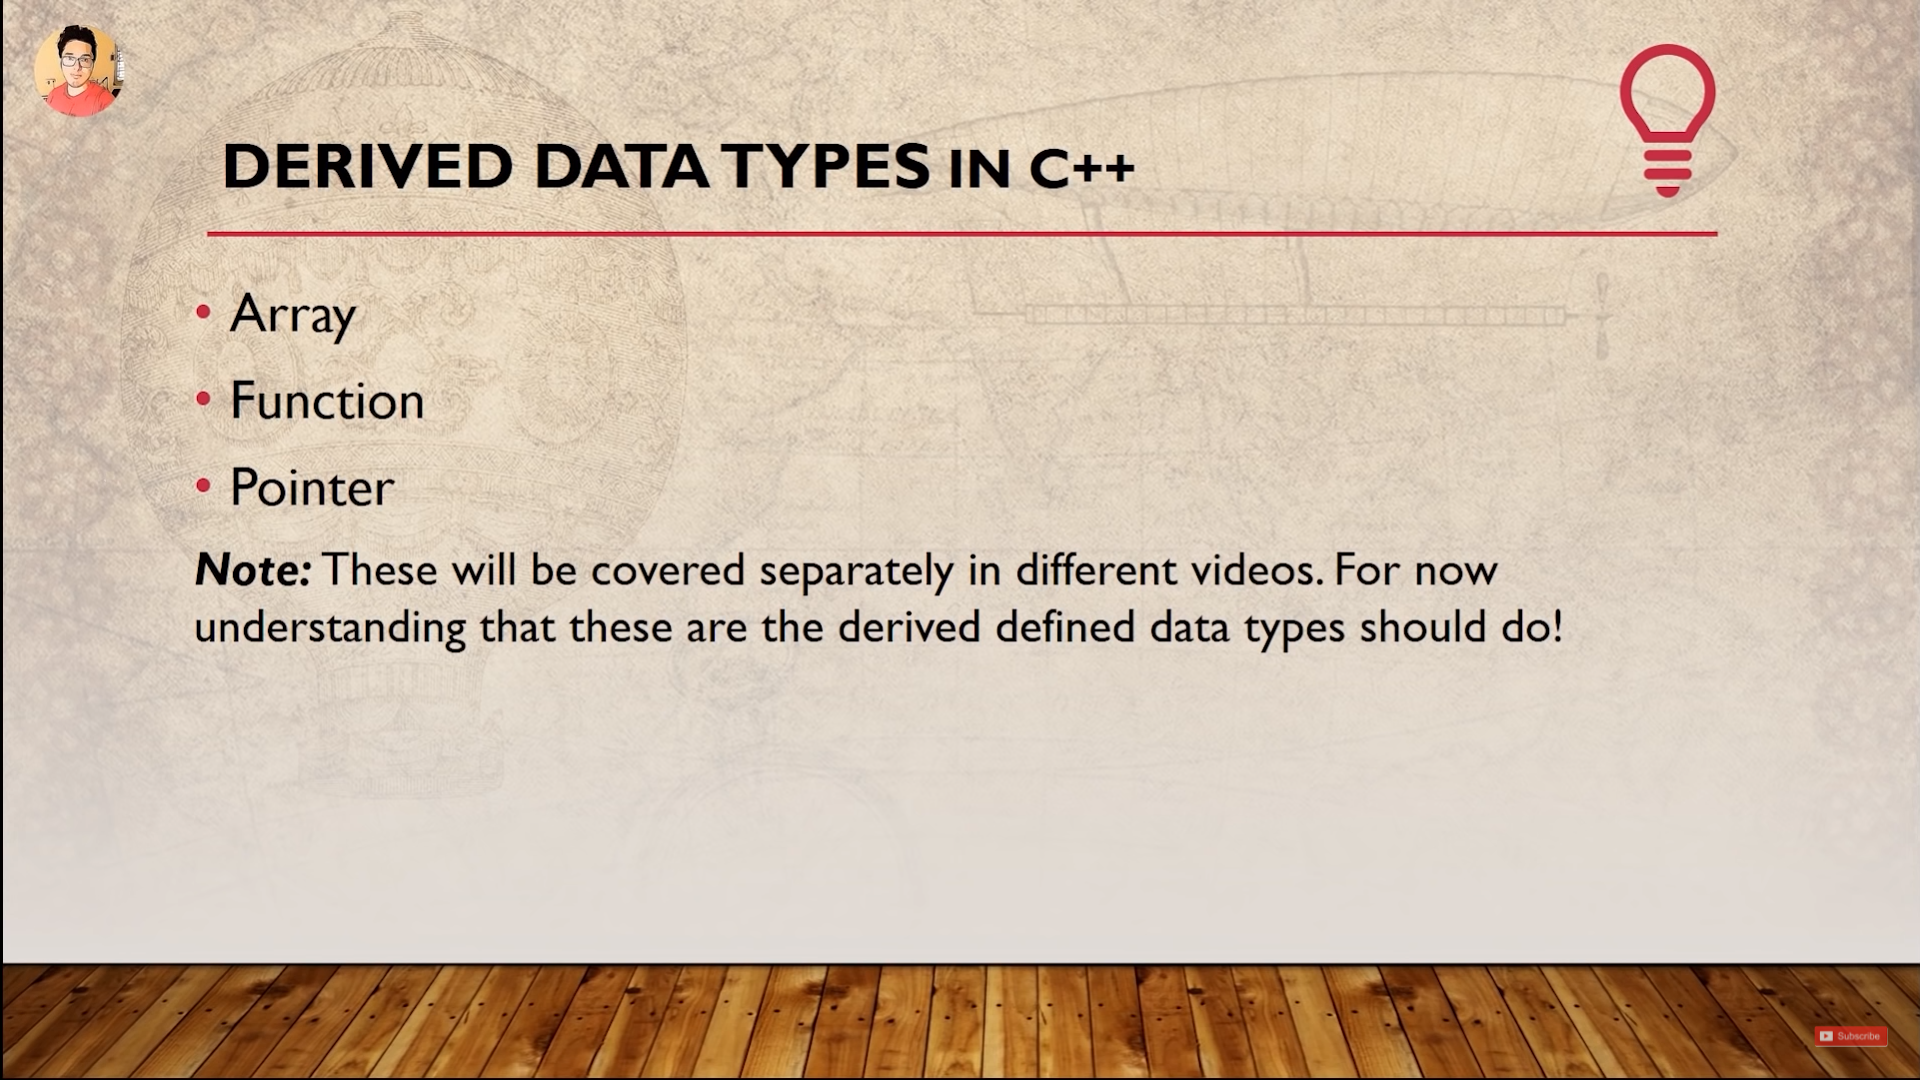 DERIVED DATA TYPES IN C++
• Array
• Function
• Pointer
Note: These will be covered separately in different videos. For now
understanding that these are the derived defined data types should do!
Subscribe